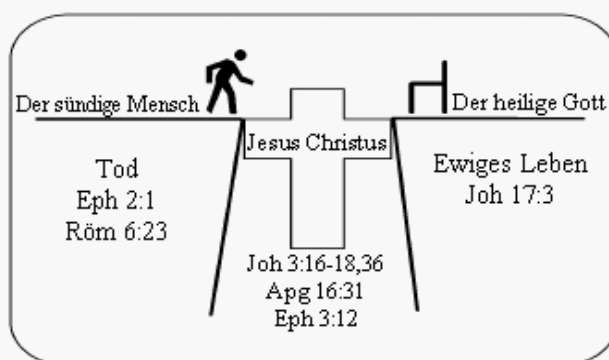 Der sündige Mensch
Der heilige Gott
Jesus Christus
Tod
Eph 2:1
Röm 6:23
Ewiges Leben
Joh 17:3
Joh 3:16-18,36
Apg 16:31
Eph 3:12